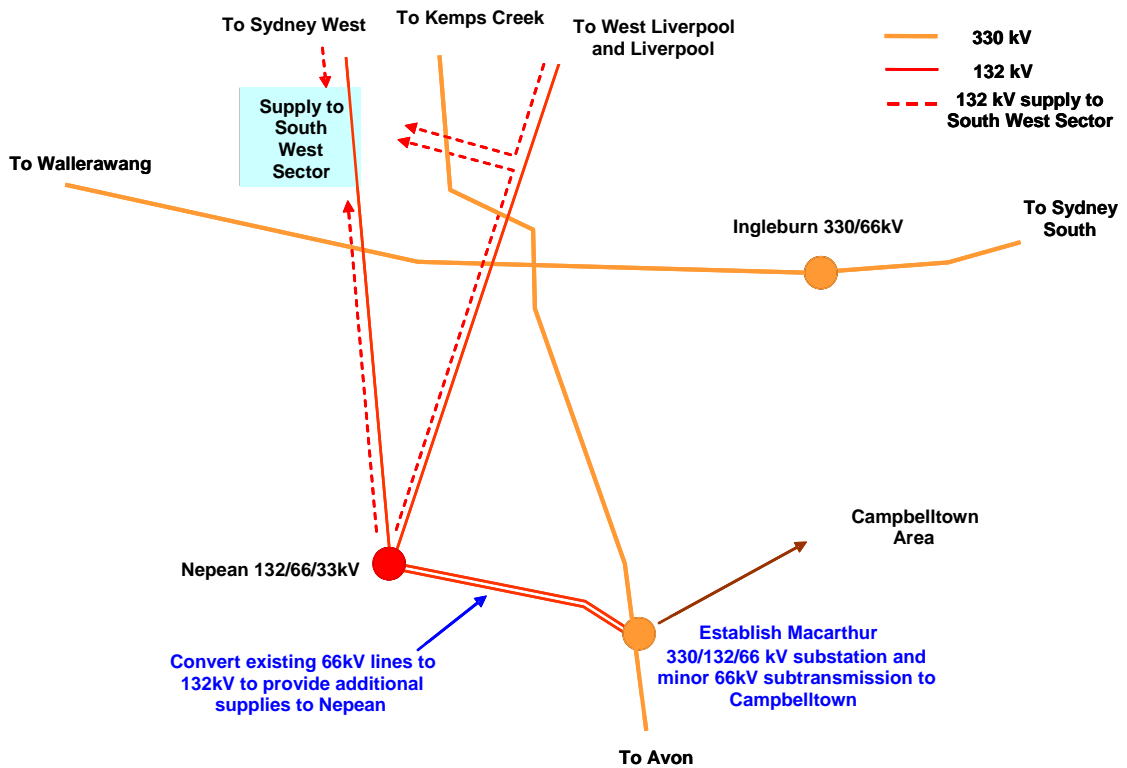 To Sydney West
To Kemps Creek
To West Liverpool
and Liverpool
330 kV
132 kV
132 kV supply to
South West Sector
Supply to
South
West
Sector
To Wallerawang
Ingleburn 330/66kV
To Sydney
South
Campbelltown
Area
Nepean 132/66/33kV
Establish Macarthur
330/132/66 kV substation and
minor 66kV subtransmission to
Campbelltown
Convert existing 66kV lines to
132kV to provide additional
supplies to Nepean
To Avon